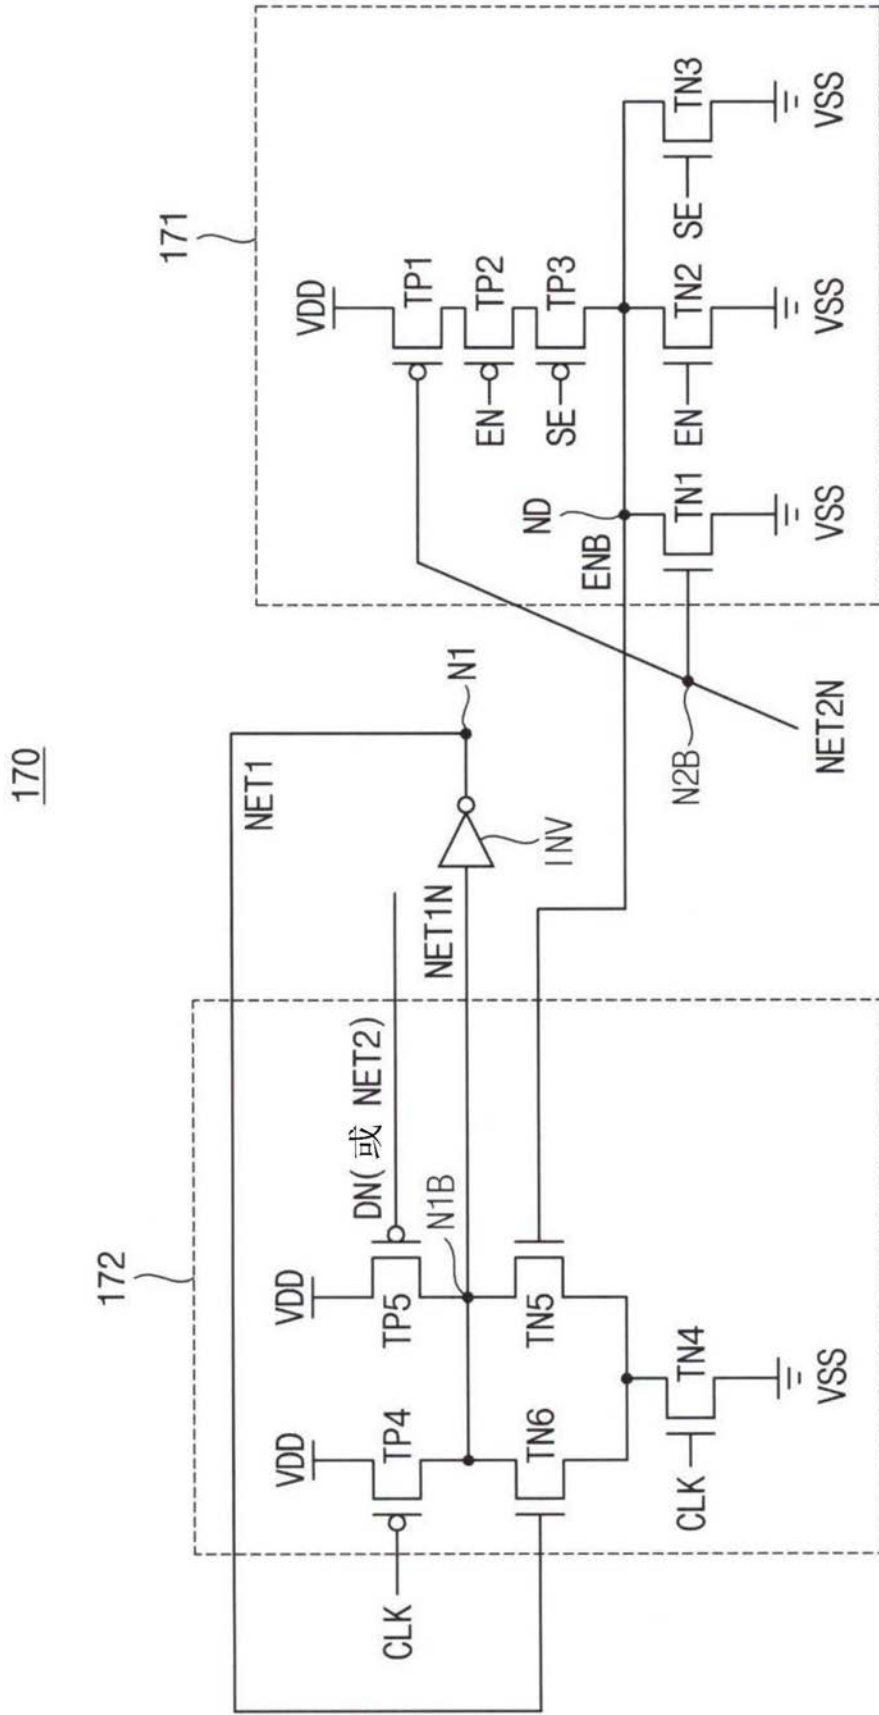 170
172
171
NET1
N1
VDD
VDD
VDD
TP4
TP5
DN(或 NET2)
CLK
N1B
NET1N
INV
TP1
EN
TP2
SE
TP3
TN6
TN5
ND
ENB
CLK
TN4
VSS
N2B
NET2N
TN1
VSS
EN
TN2
VSS
SE
TN3
VSS